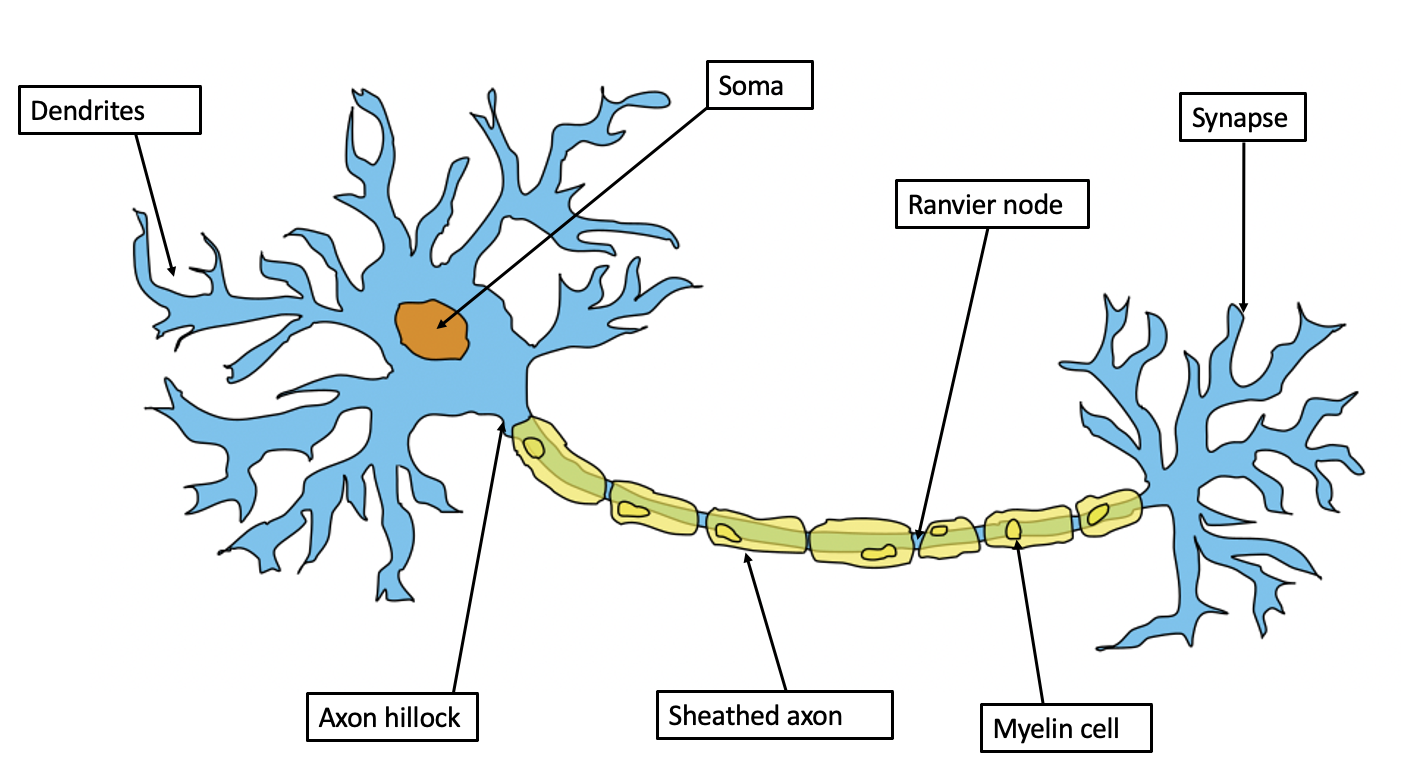 Dendrites
Soma
Synapse
Ranvier node
Axon hillock
Sheathed axon
Myelin cell